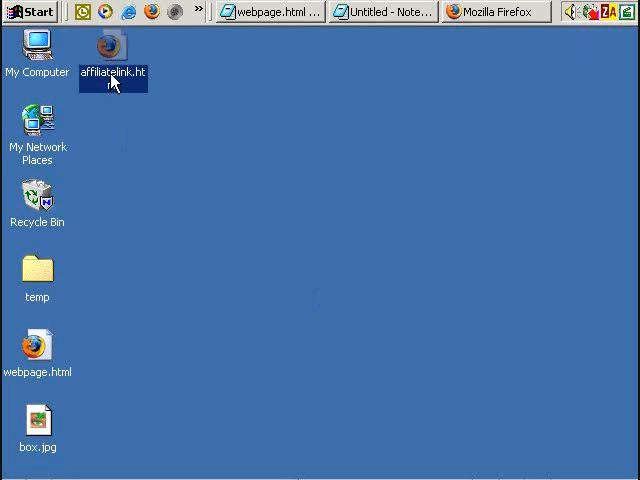 Start
webpage.html ...
Untitled - Note...
Mozilla Firefox
ZA
My Computer
affiliatelink.ht
My Network
Places
Recycle Bin
temp
webpage.html
box.jpg